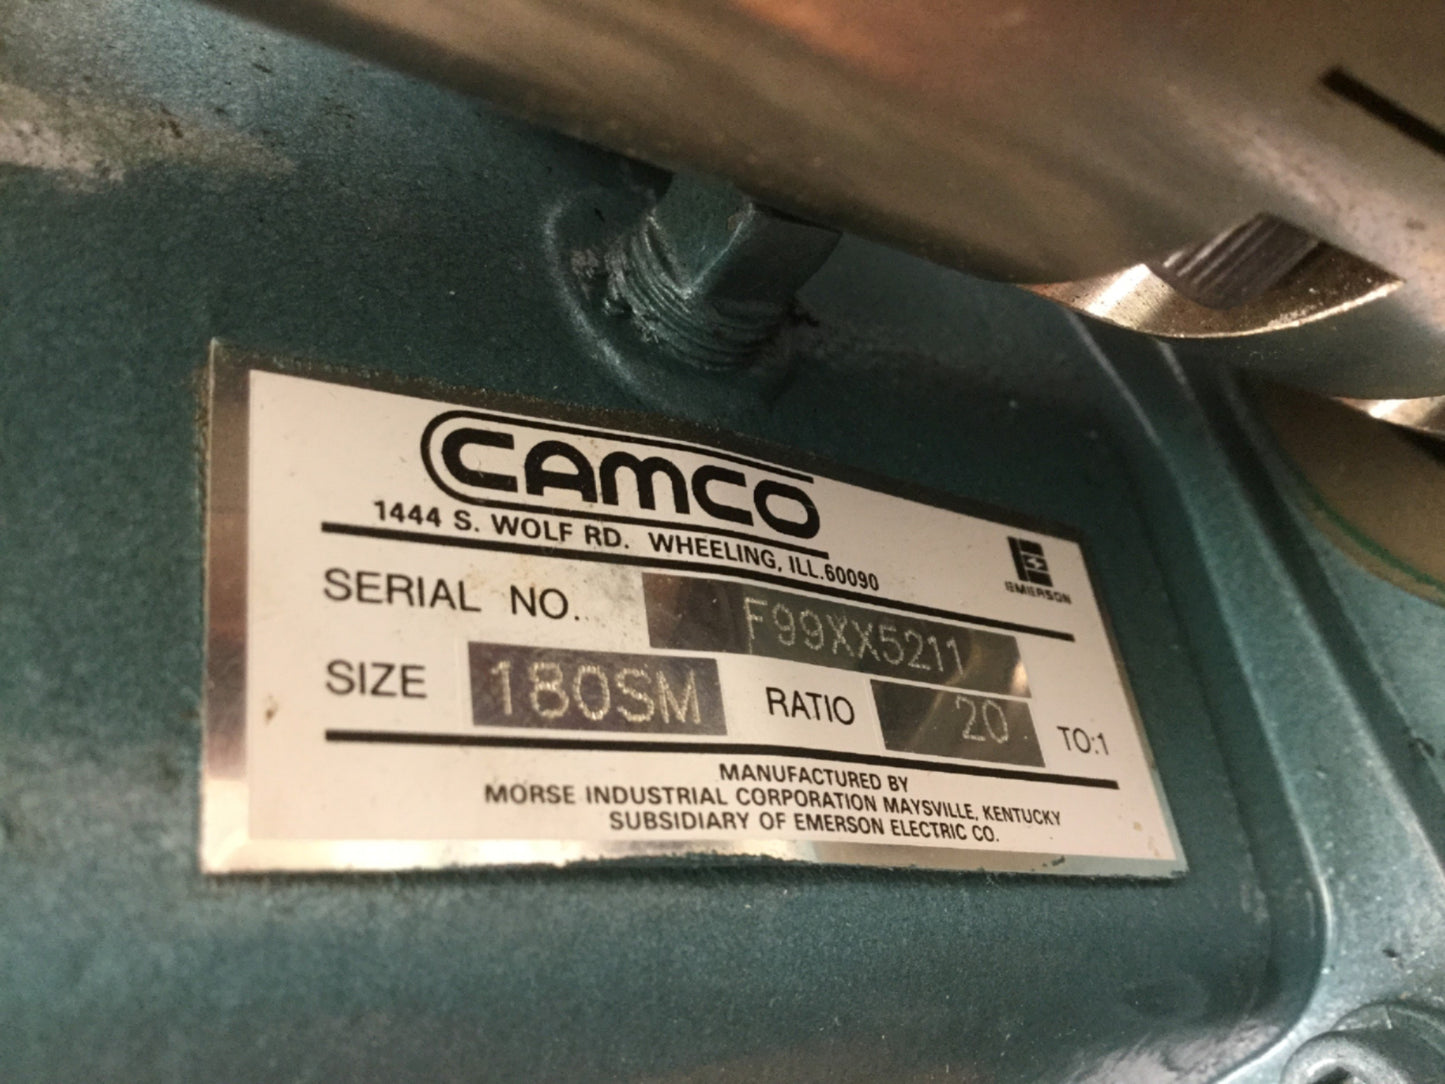 CAMCO
1444 S. WOLF RD. WHEELING, ILL.60090
EMERSON
SERIAL NO. F99XX5211
SIZE 180SM RATIO 20 TO:1
MANUFACTURED BY
MORSE INDUSTRIAL CORPORATION MAYSVILLE, KENTUCKY
SUBSIDIARY OF EMERSON ELECTRIC CO.